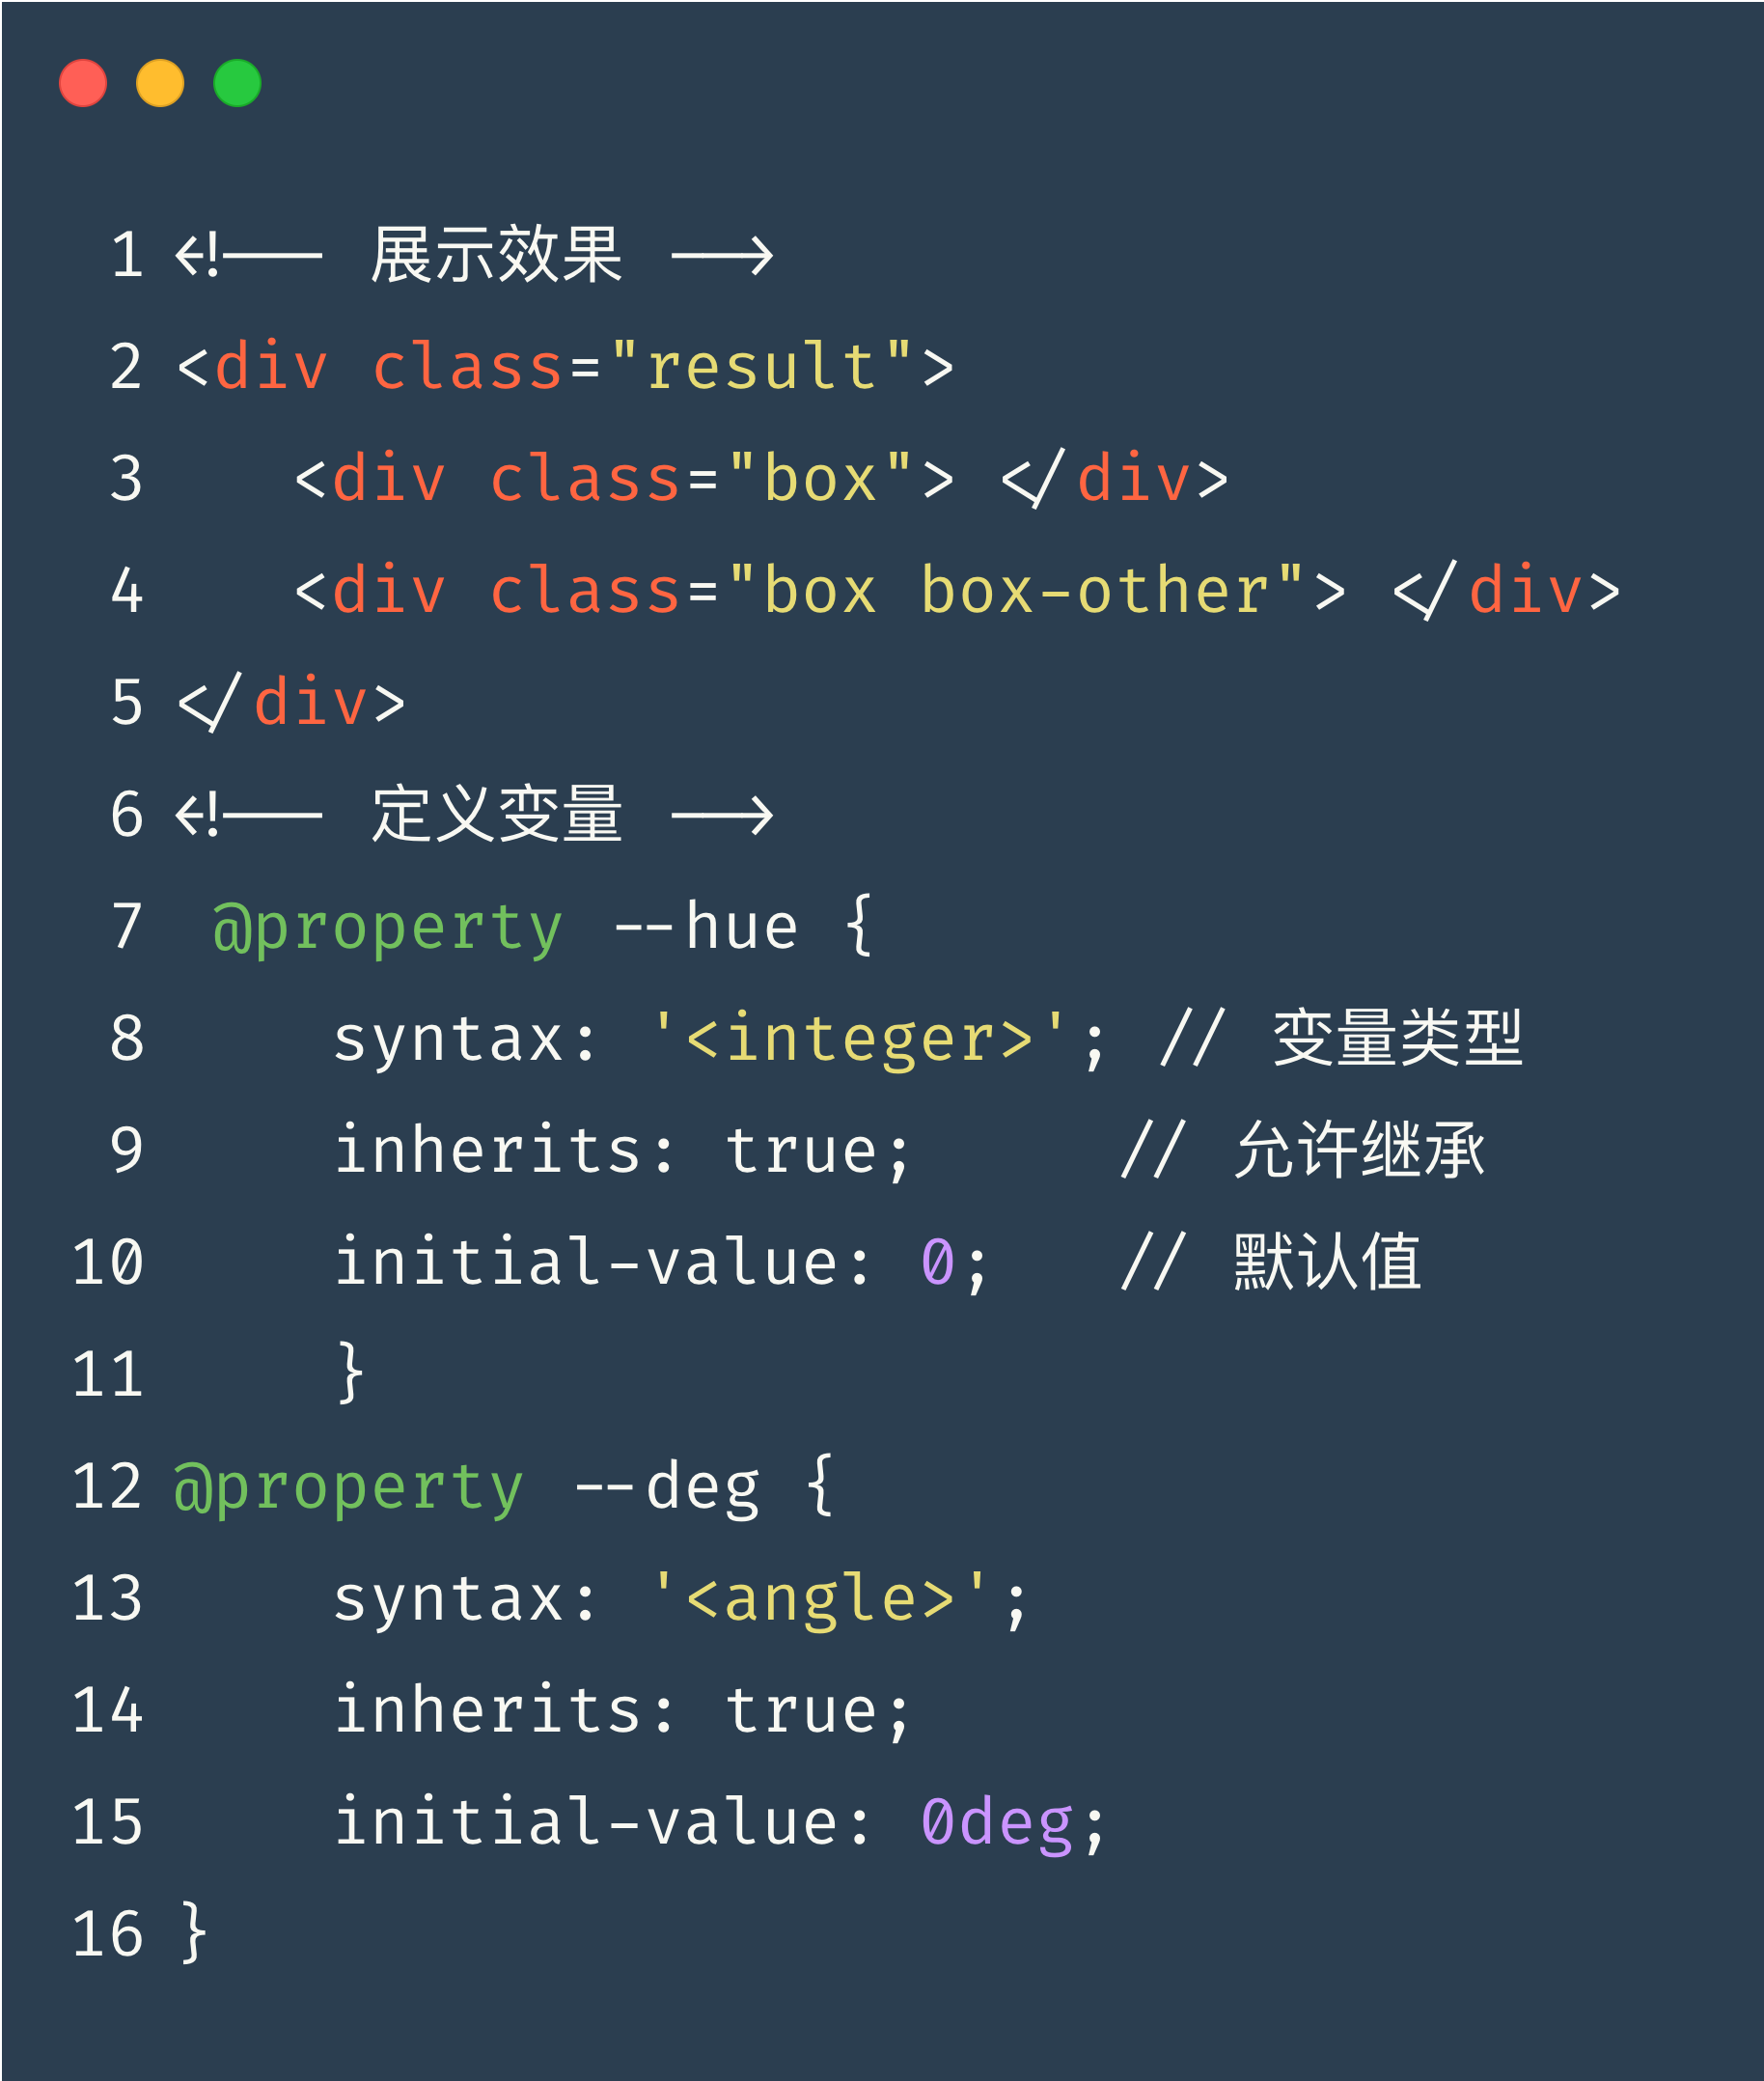 1 <!-- 展示效果 -->
2 <div class="result">
3    <div class="box"> </div>
4    <div class="box box-other"> </div>
5 </div>
6 <!-- 定义变量 -->
7  @property --hue {
8     syntax: '<integer>'; // 变量类型
9     inherits: true;     // 允许继承
10     initial-value: 0;   // 默认值
11     }
12 @property --deg {
13     syntax: '<angle>';
14     inherits: true;
15     initial-value: 0deg;
16 }